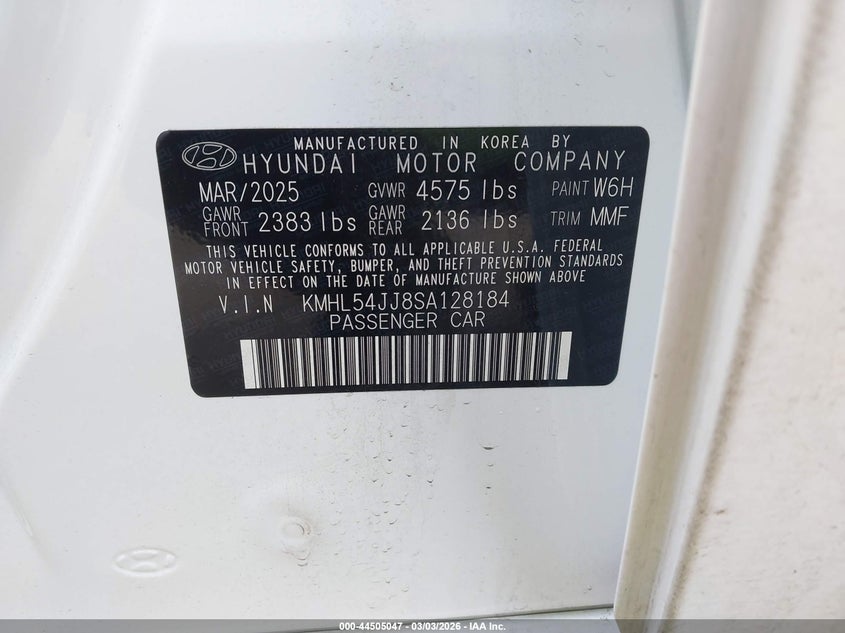 MANUFACTURED IN KOREA BY
HYUNDAI MOTOR COMPANY
MAR/2025 GVWR 4575 lbs PAINT W6H
GAWR FRONT 2383 lbs GAWR REAR 2136 lbs TRIM MMF
THIS VEHICLE CONFORMS TO ALL APPLICABLE U.S.A. FEDERAL
MOTOR VEHICLE SAFETY, BUMPER, AND THEFT PREVENTION STANDARDS
IN EFFECT ON THE DATE OF MANUFACTURE SHOWN ABOVE
V.I.N KMHL54JJ8SA128184
PASSENGER CAR
000-44505047 - 03/03/2026 - IAA Inc.